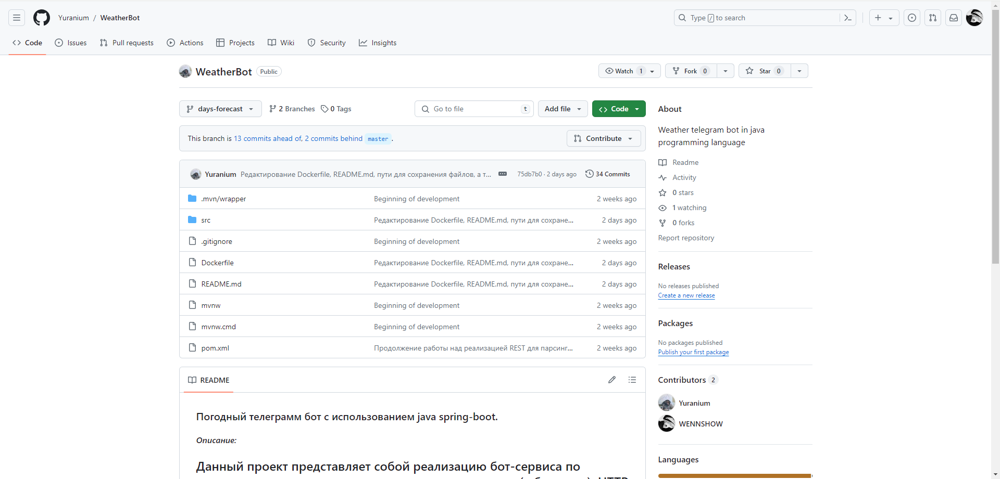 Yuranium / WeatherBot
Type / to search
Code Issues Pull requests Actions Projects Wiki Security Insights
WeatherBot Public
Watch 1 Fork 0 Star 0
days-forecast 2 Branches 0 Tags
Go to file t Add file Code
This branch is 13 commits ahead of, 2 commits behind master .
Contribute
Yuranium Редактирование Dockerfile, README.md, пути для сохранения файлов, а т... 75db7b0 · 2 days ago 34 Commits
.mvn/wrapper Beginning of development 2 weeks ago
src Редактирование Dockerfile, README.md, пути для сохране... 2 days ago
.gitignore Beginning of development 2 weeks ago
Dockerfile Редактирование Dockerfile, README.md, пути для сохране... 2 days ago
README.md Редактирование Dockerfile, README.md, пути для сохране... 2 days ago
mvnw Beginning of development 2 weeks ago
mvnw.cmd Beginning of development 2 weeks ago
pom.xml Продолжение работы над реализацией REST для парсинг... 2 weeks ago
README
Погодный телеграмм бот с использованием java spring-boot.
Описание:
Данный проект представляет собой реализацию бот-сервиса по
About
Weather telegram bot in java
programming language
Readme
Activity
0 stars
1 watching
0 forks
Report repository
Releases
No releases published
Create a new release
Packages
No packages published
Publish your first package
Contributors 2
Yuranium
WENNSHOW
Languages